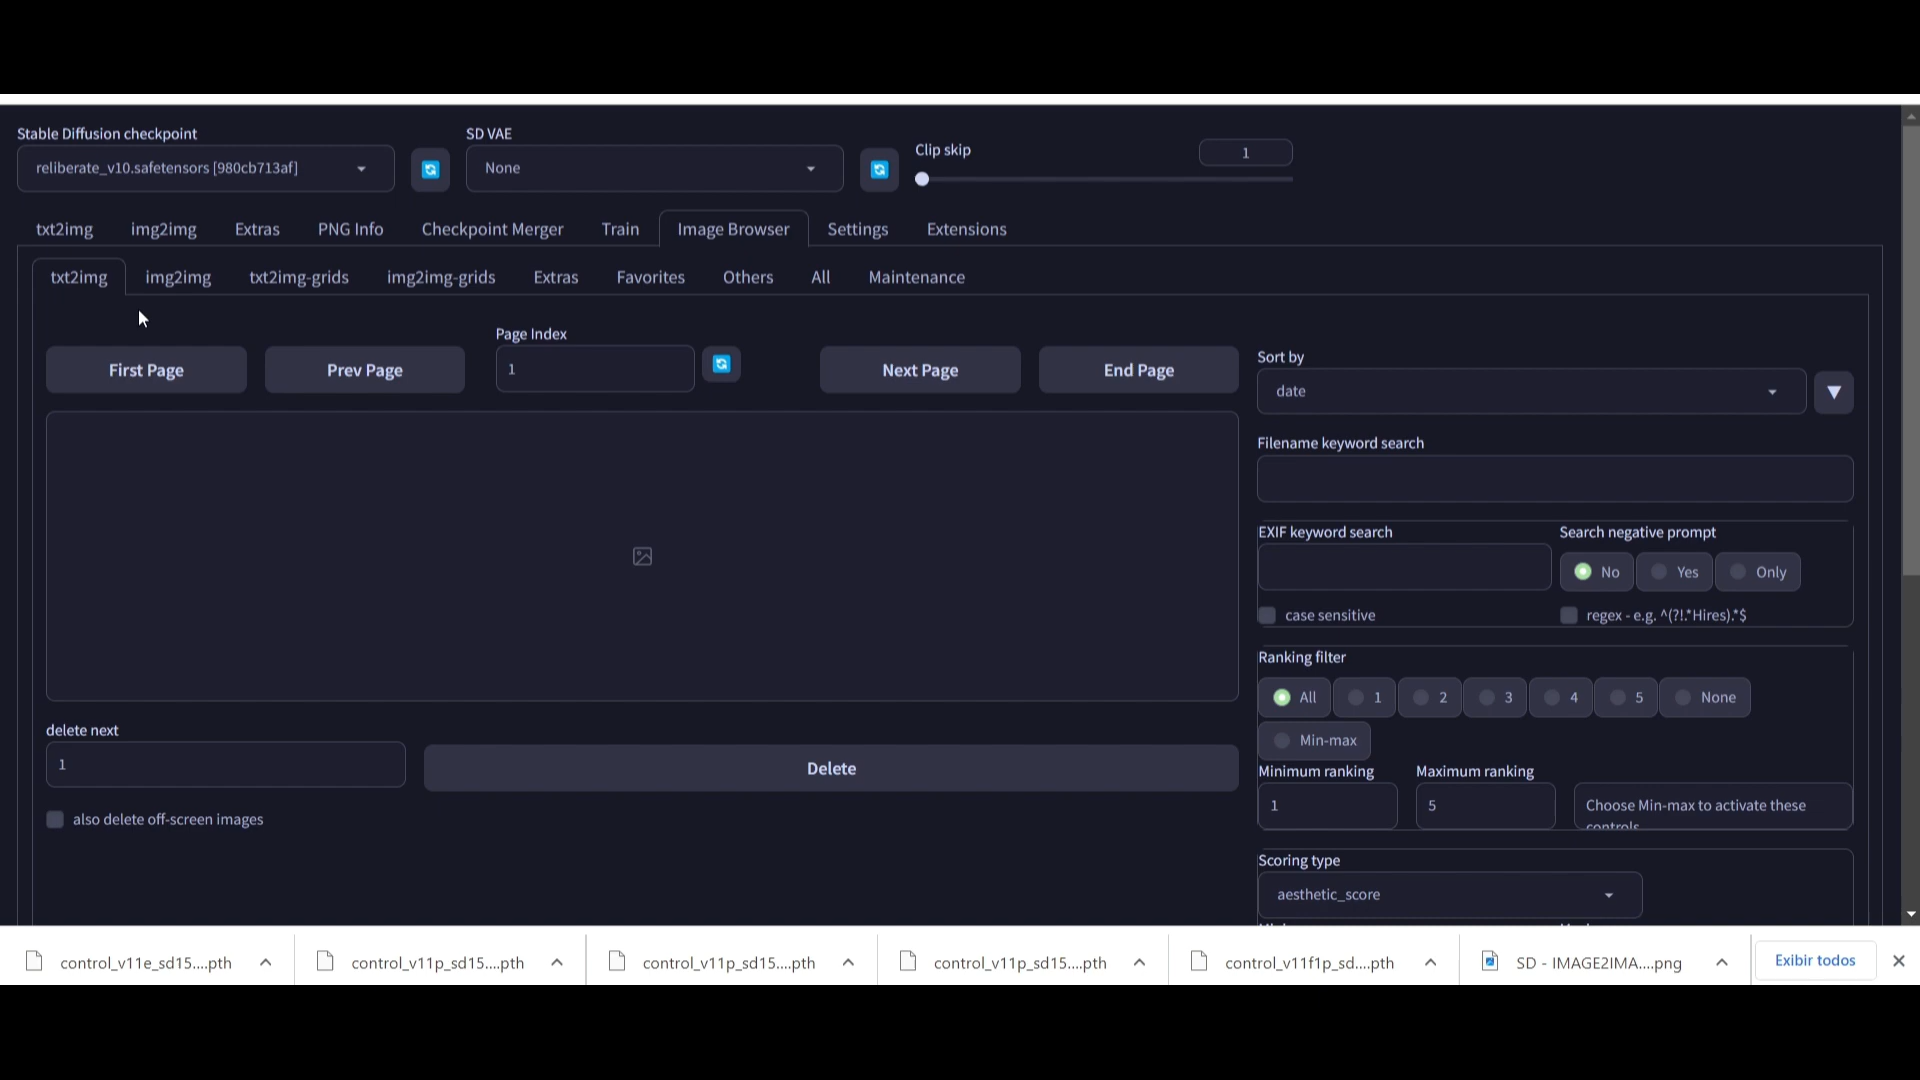 Stable Diffusion checkpoint
SD VAE
Clip skip
1
reliberate_v10.safetensors [980cb713af]
None
txt2img img2img Extras PNG Info Checkpoint Merger Train Image Browser Settings Extensions
txt2img img2img txt2img-grids img2img-grids Extras Favorites Others All Maintenance
First Page
Prev Page
Page Index
1
Next Page
End Page
Sort by
date
Filename keyword search
EXIF keyword search
Search negative prompt
No Yes Only
case sensitive
regex - e.g. ^(?!.*Hires).*$
Ranking filter
All 1 2 3 4 5 None
Min-max
Minimum ranking
1
Maximum ranking
5
Choose Min-max to activate these
controls
delete next
1
Delete
also delete off-screen images
Scoring type
aesthetic_score
control_v11e_sd15....pth
control_v11p_sd15....pth
control_v11p_sd15....pth
control_v11p_sd15....pth
control_v11f1p_sd....pth
SD - IMAGE2IMA....png
Exibir todos